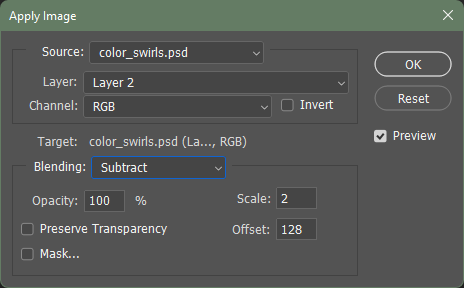 Apply Image
Source: color_swirls.psd
OK
Layer: Layer 2
Channel: RGB
Invert
Reset
Target: color_swirls.psd (La..., RGB)
Preview
Blending: Subtract
Opacity: 100 %
Scale: 2
Preserve Transparency
Offset: 128
Mask...